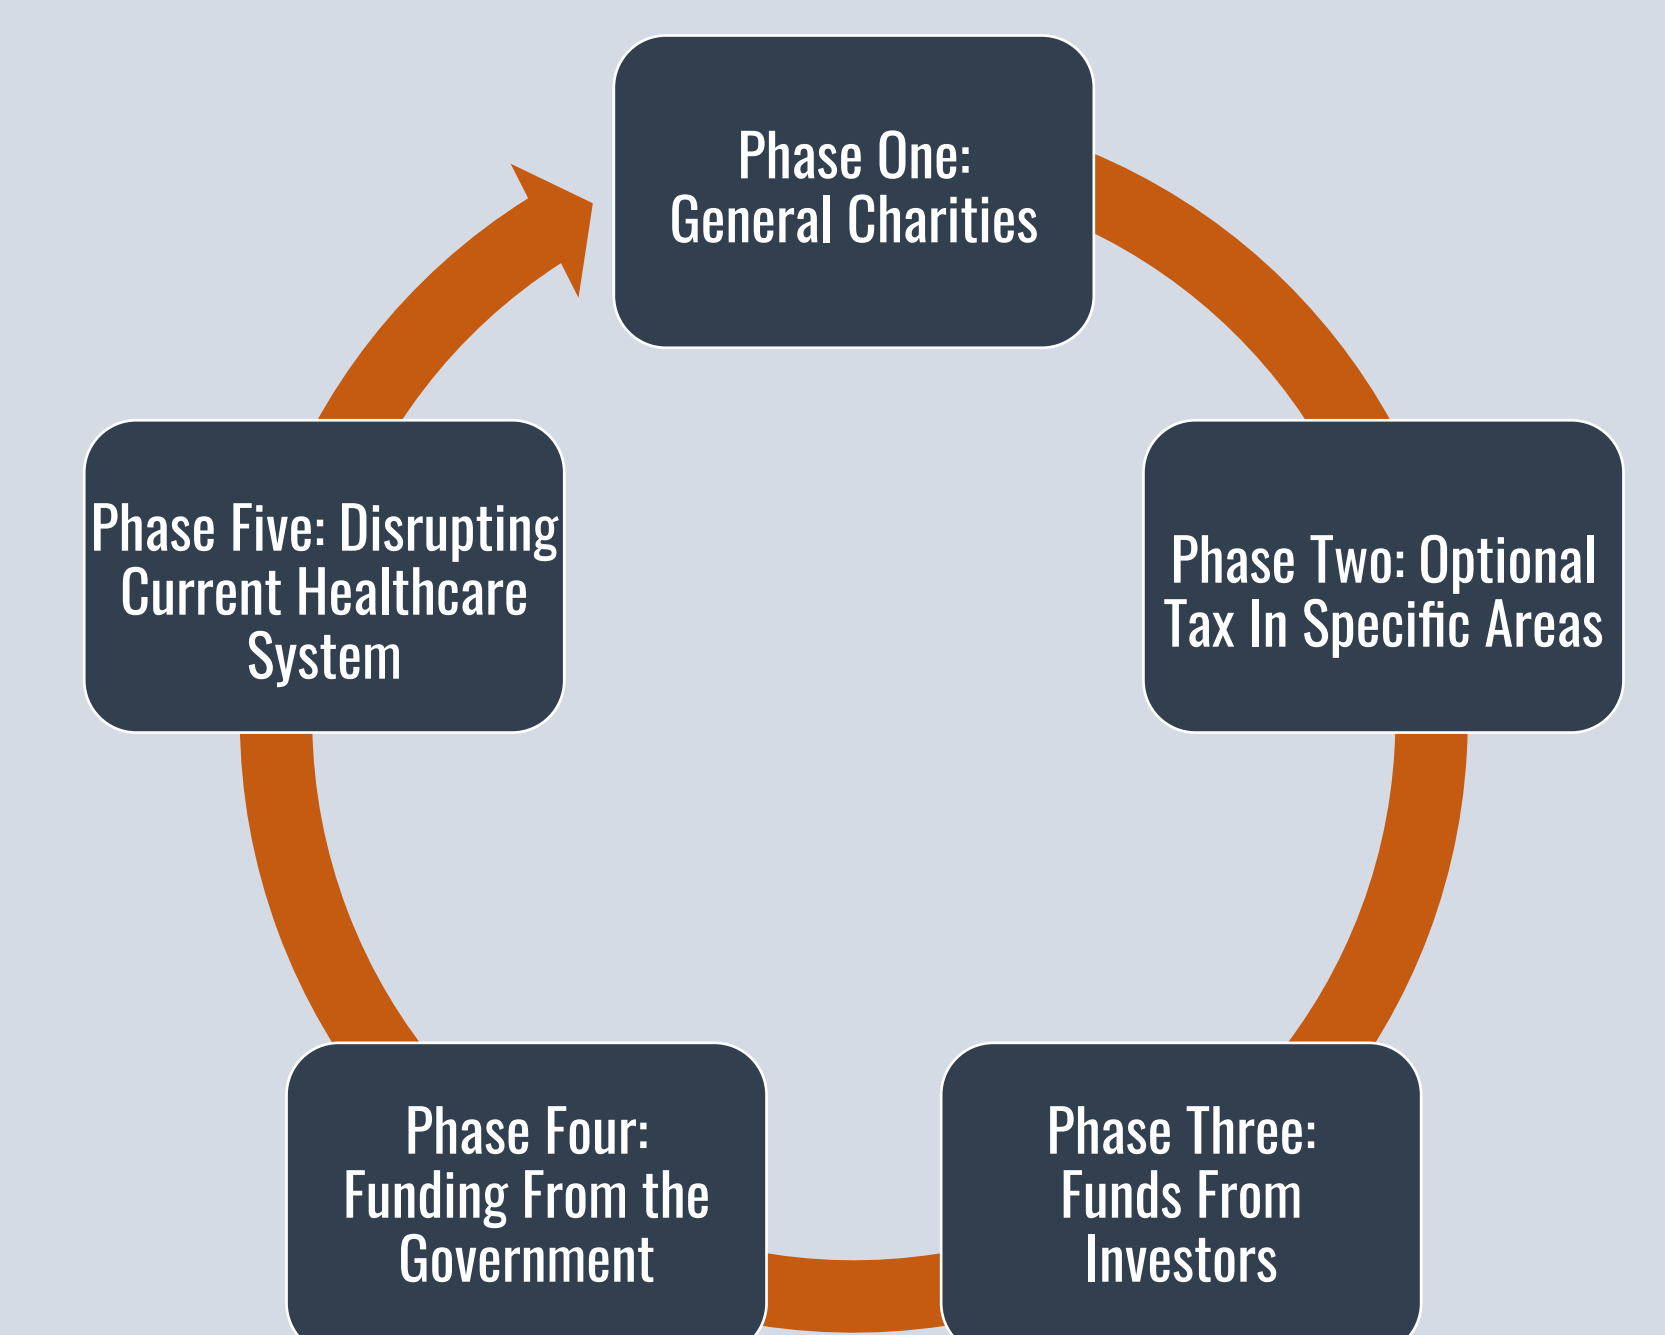 Phase One:
General Charities
Phase Two: Optional
Tax In Specific Areas
Phase Three:
Funds From
Investors
Phase Four:
Funding From the
Government
Phase Five: Disrupting
Current Healthcare
System